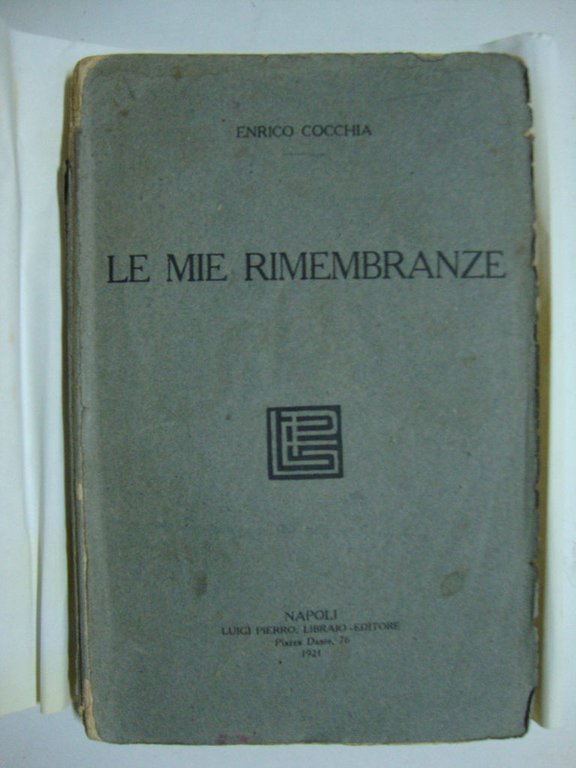 ENRICO COCCHIA
LE MIE RIMEMBRANZE
NAPOLI
LUIGI PIERRO, LIBRAIO-EDITORE
Piazza Dante, 76
1921